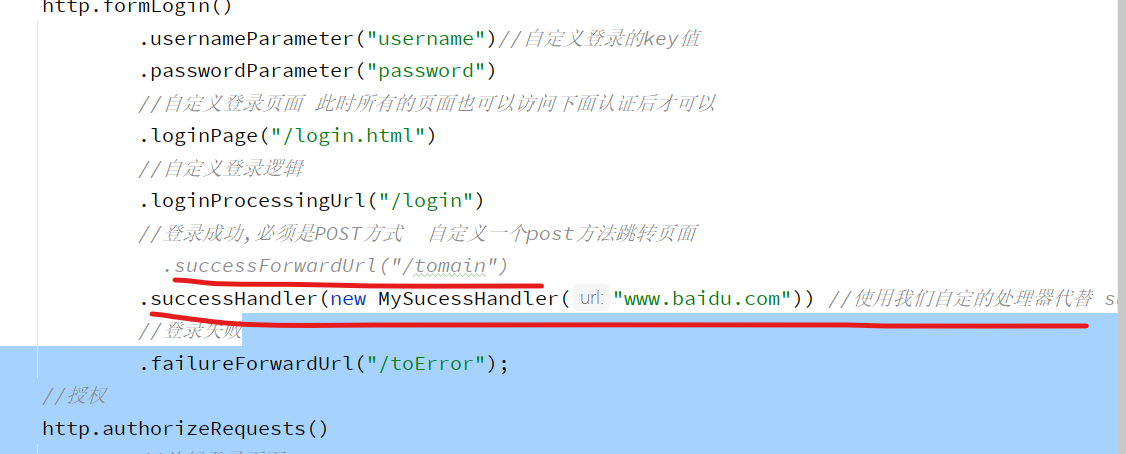 http.formLogin()
.usernameParameter("username")//自定义登录的key值
.passwordParameter("password")
//自定义登录页面 此时所有的页面也可以访问下面认证后才可以
.loginPage("/login.html")
//自定义登录逻辑
.loginProcessingUrl("/login")
//登录成功,必须是POST方式  自定义一个post方法跳转页面
.successForwardUrl("/tomain")
.successHandler(new MySucessHandler( url: "www.baidu.com")) //使用我们自定的处理器代替
//登录失败
.failureForwardUrl("/toError");
//授权
http.authorizeRequests()